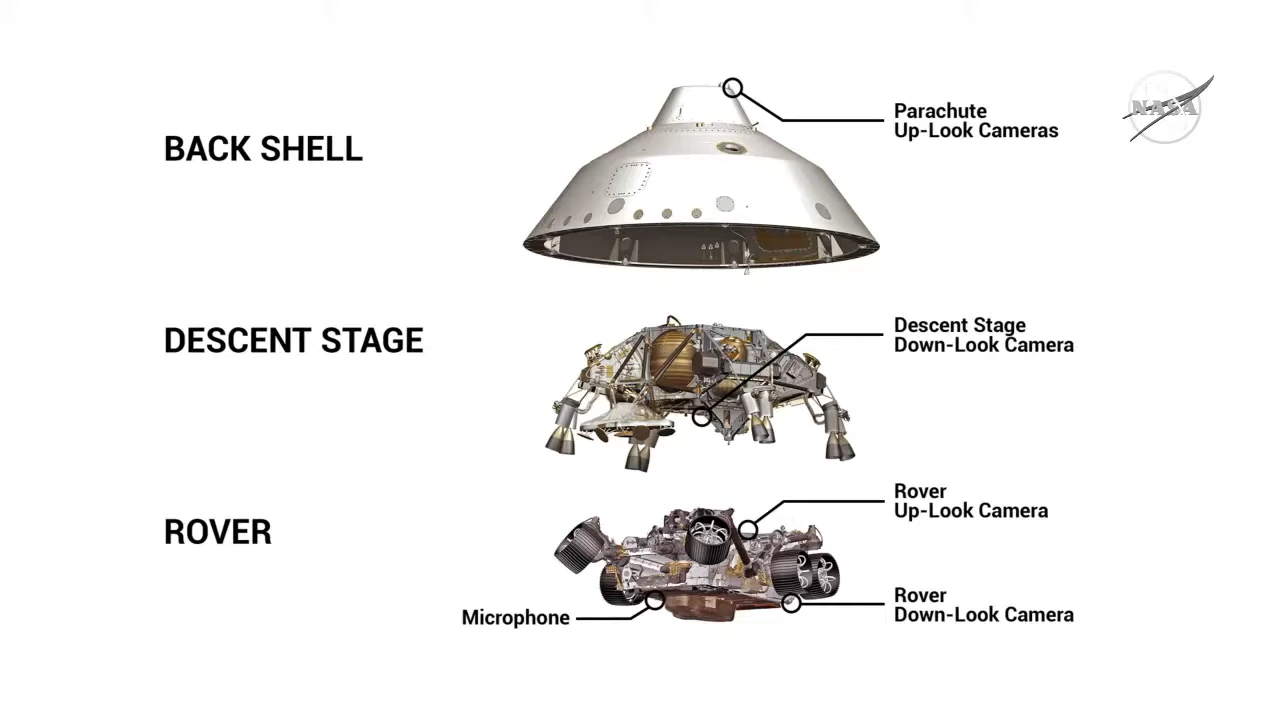 BACK SHELL
Parachute
Up-Look Cameras
NASA
DESCENT STAGE
Descent Stage
Down-Look Camera
ROVER
Rover
Up-Look Camera
Microphone
Rover
Down-Look Camera